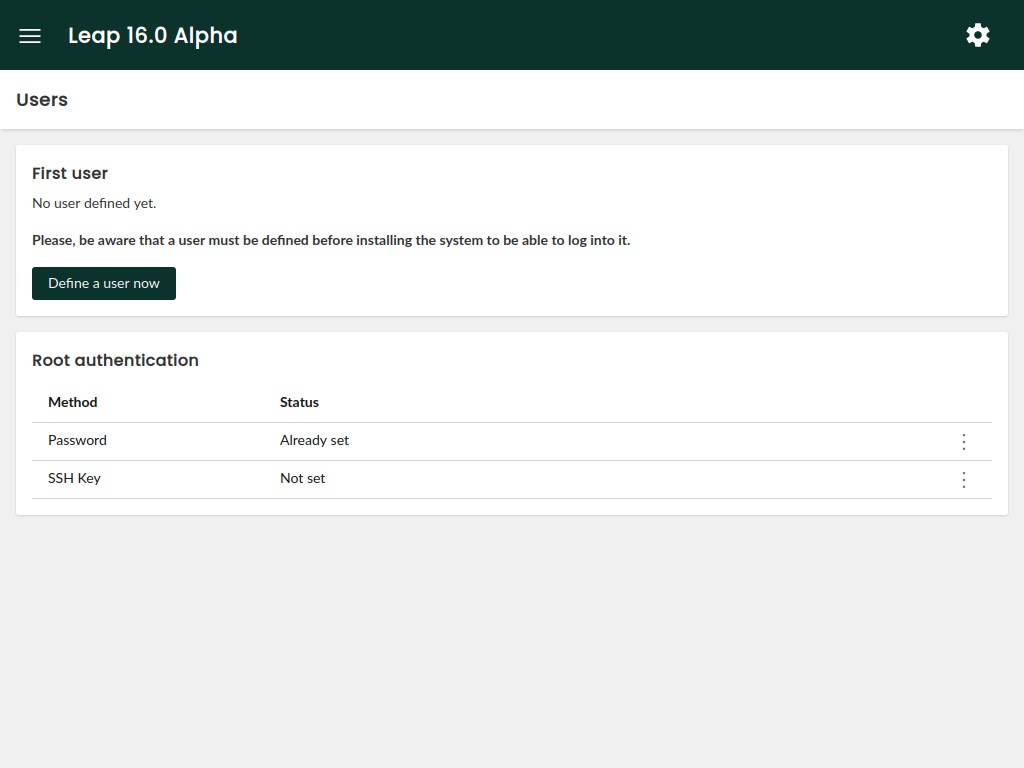 Leap 16.0 Alpha
Users
First user
No user defined yet.
Please, be aware that a user must be defined before installing the system to be able to log into it.
Define a user now
Root authentication
Method Status
Password Already set
SSH Key Not set